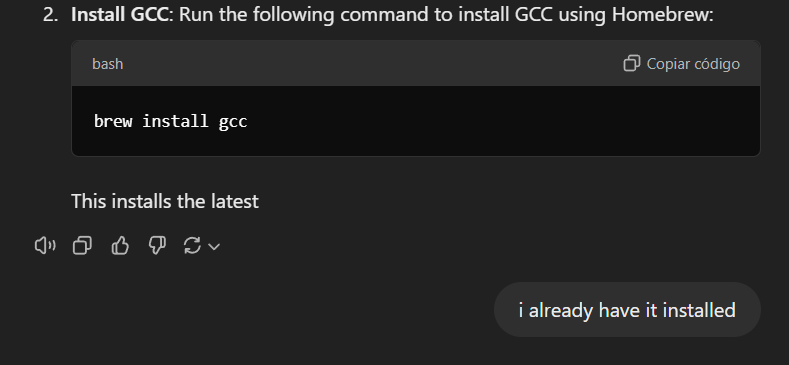 2. Install GCC: Run the following command to install GCC using Homebrew:
bash Copiar código
brew install gcc
This installs the latest
i already have it installed